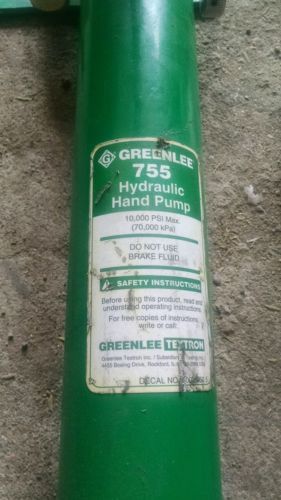 G GREENLEE
755
Hydraulic
Hand Pump
10,000 PSI Max.
(70,000 kPa)
DO NOT USE
BRAKE FLUID
SAFETY INSTRUCTIONS
Before using this product, read and
understand operating instructions.
For free copies of instructions,
write or call:
GREENLEE TEXTRON
Greenlee Textron Inc. / Subsidiary
4455 Boeing Drive, Rockford, IL
DECAL NO.